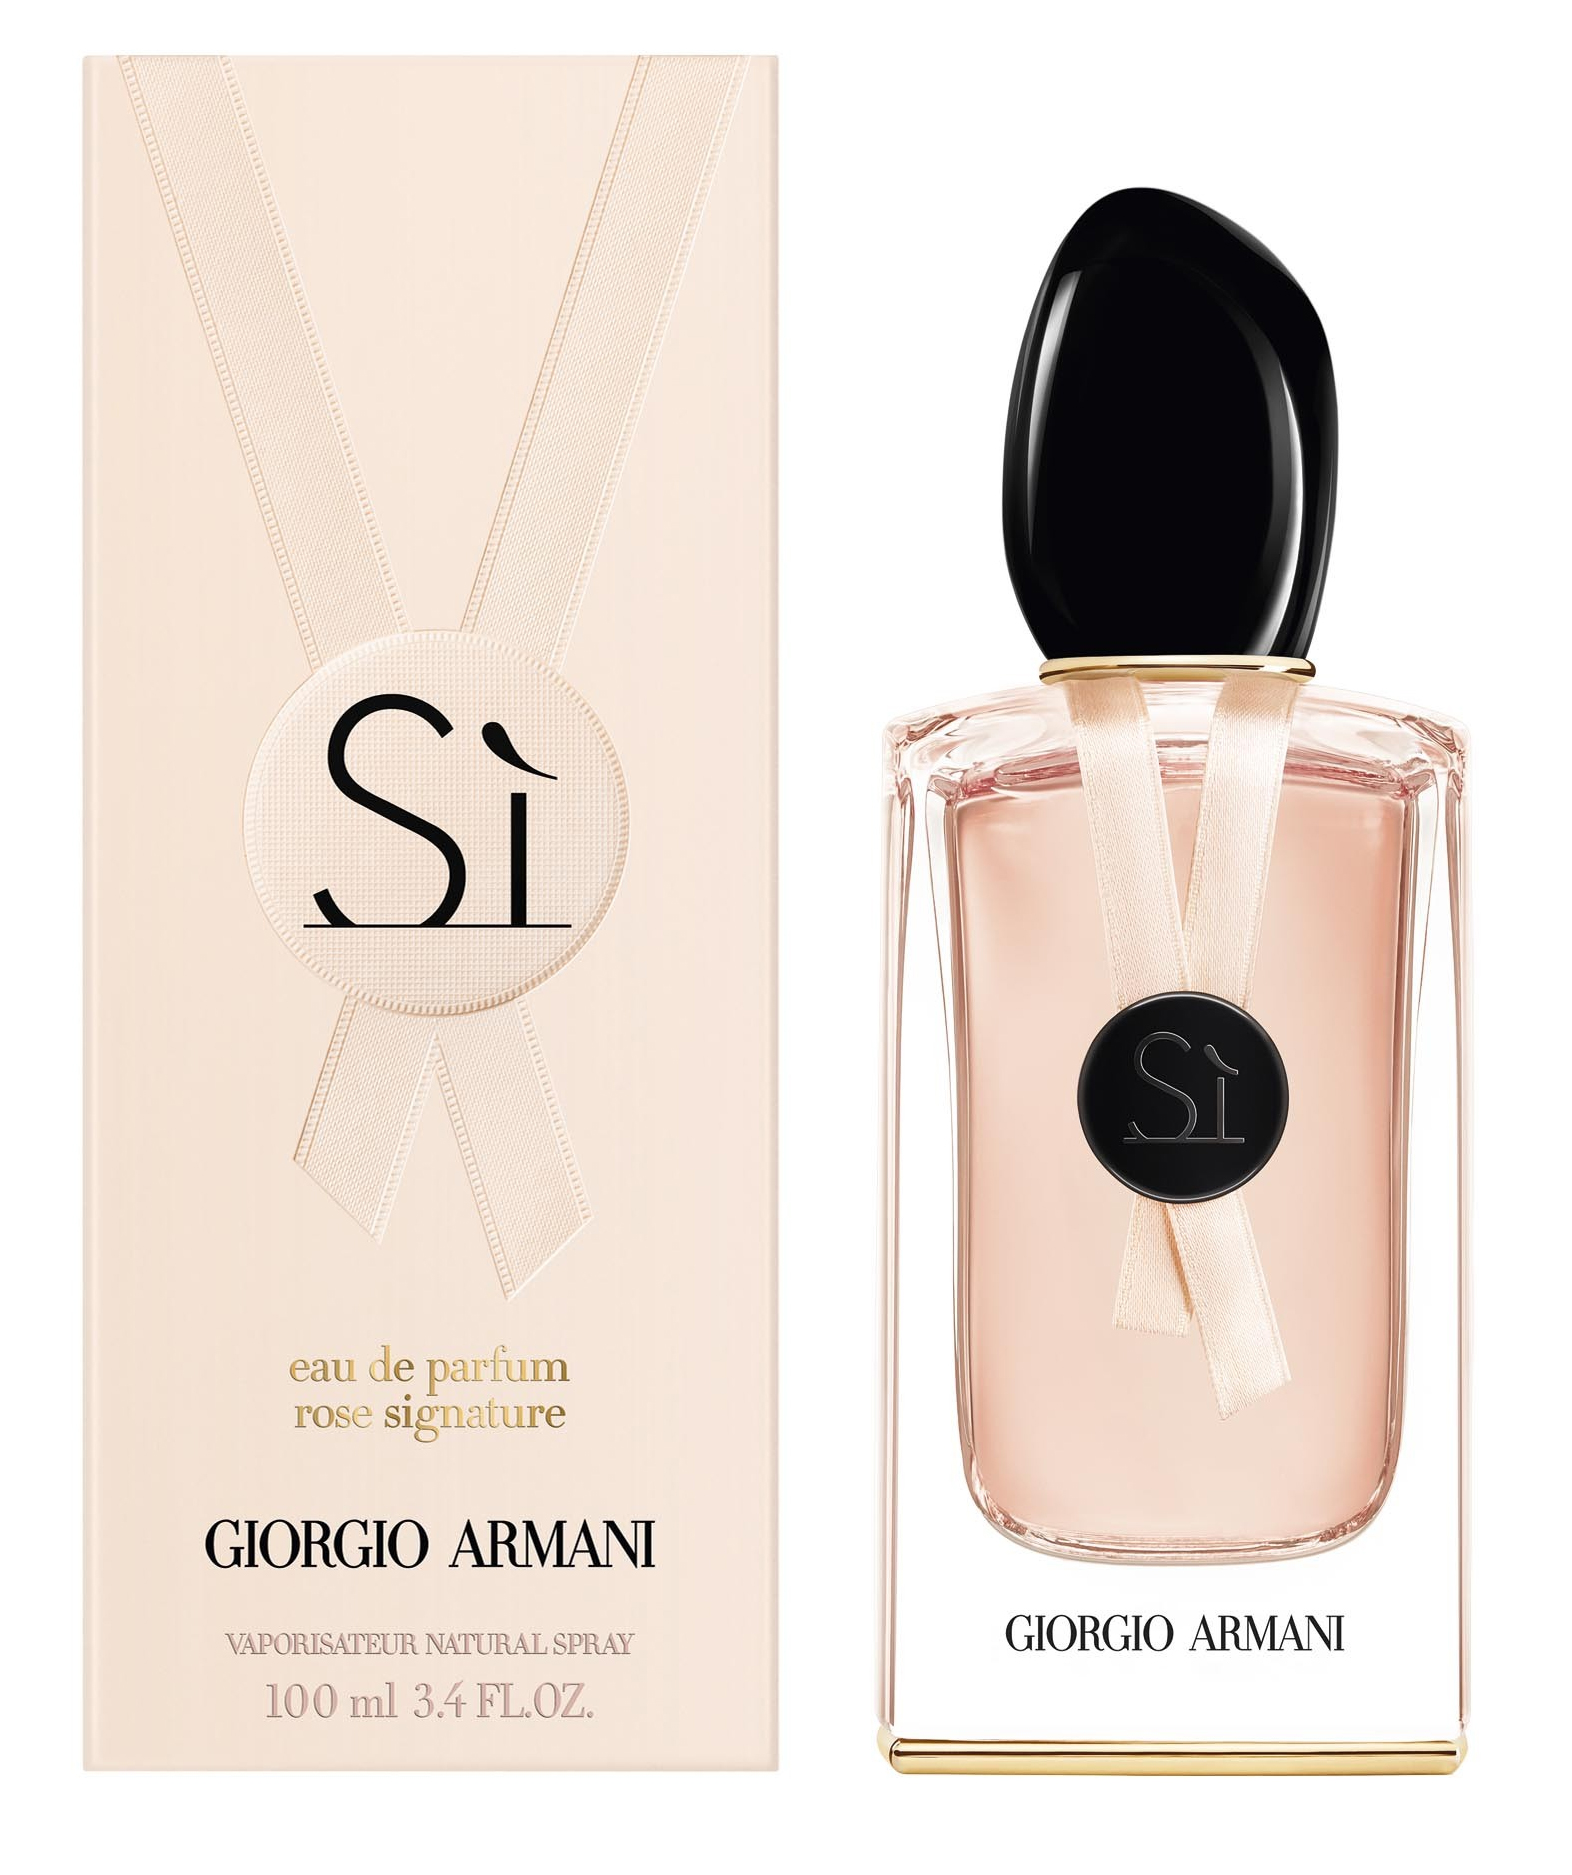 Sì
eau de parfum
rose signature
GIORGIO ARMANI
VAPORISATEUR NATURAL SPRAY
100 ml 3.4 FL.OZ.
Sì
GIORGIO ARMANI